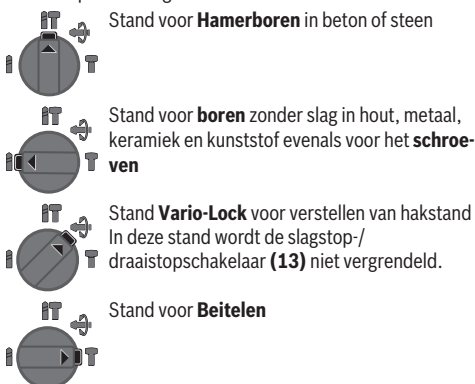 Stand voor Hamerboren in beton of steen
Stand voor boren zonder slag in hout, metaal,
keramiek en kunststof evenals voor het schroe-
ven
Stand Vario-Lock voor verstellen van hakstand
In deze stand wordt de slagstop-/
draaistopschakelaar (13) niet vergrendeld.
Stand voor Beitelen